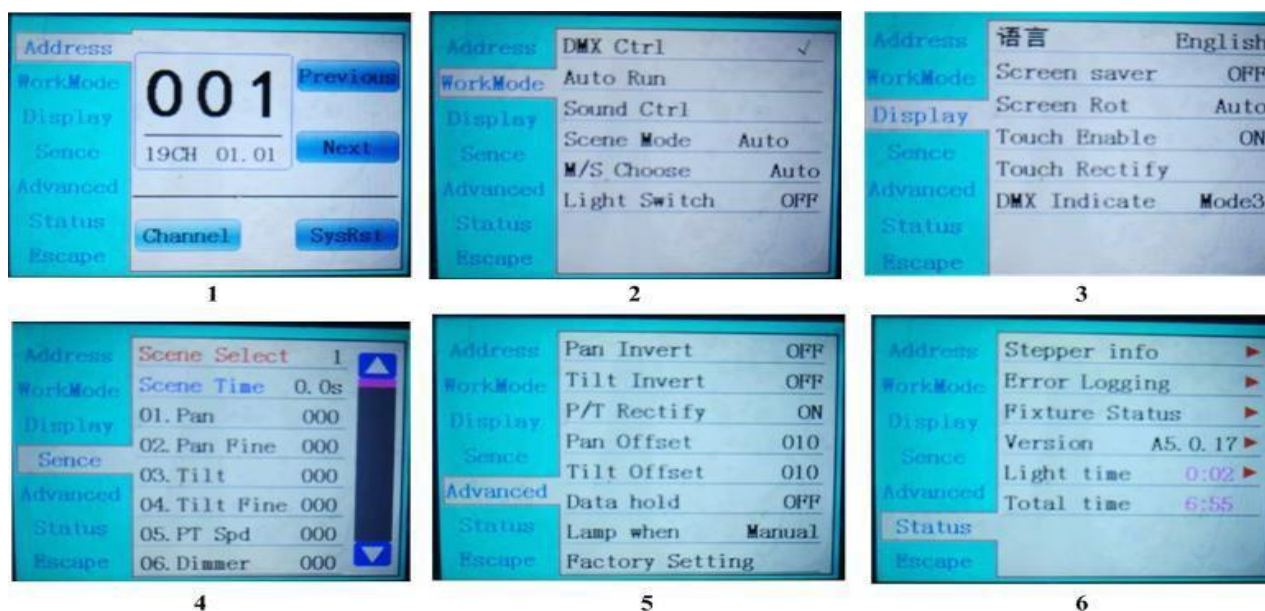 Address
WorkMode
Display
Sence
Advanced
Status
Escape
001
19CH 01.01
Previous
Next
Channel
SysRst
1
Address
WorkMode
Display
Sence
Advanced
Status
Escape
DMX Ctrl ✓
Auto Run
Sound Ctrl
Scene Mode Auto
M/S Choose Auto
Light Switch OFF
2
Address
WorkMode
Display
Sence
Advanced
Status
Escape
语言 English
Screen saver OFF
Screen Rot Auto
Touch Enable ON
Touch Rectify
DMX Indicate Mode3
3
Address
WorkMode
Display
Sence
Advanced
Status
Escape
Scene Select 1
Scene Time 0.0s
01.Pan 000
02.Pan Fine 000
03.Tilt 000
04.Tilt Fine 000
05.PT Spd 000
06.Dimmer 000
4
Address
WorkMode
Display
Sence
Advanced
Status
Escape
Pan Invert OFF
Tilt Invert OFF
P/T Rectify ON
Pan Offset 010
Tilt Offset 010
Data hold OFF
Lamp when Manual
Factory Setting
5
Address
WorkMode
Display
Sence
Advanced
Status
Escape
Stepper info
Error Logging
Fixture Status
Version A5.0.17
Light time 0:02
Total time 6:55
6